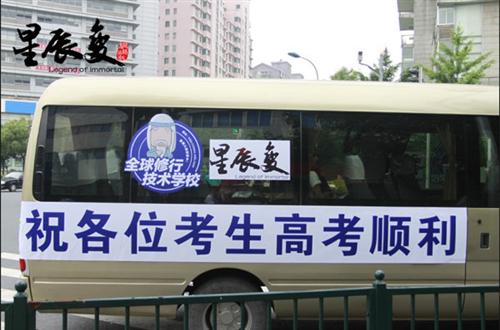 星辰变
Legend of immortal
全球修行
技术学校
星辰变
Legend of immortal
祝各位考生高考顺利